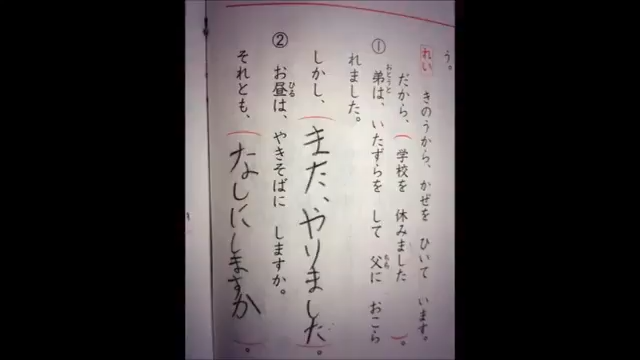 う。
れい きのうから、かぜを ひいて います。
だから、(学校を 休みました)。
① 弟は、いたずらを して 父に おこら
れました。
しかし、(また、やりました)。
② お昼は、やきそばに しますか。
それとも、(なしにしますか)。